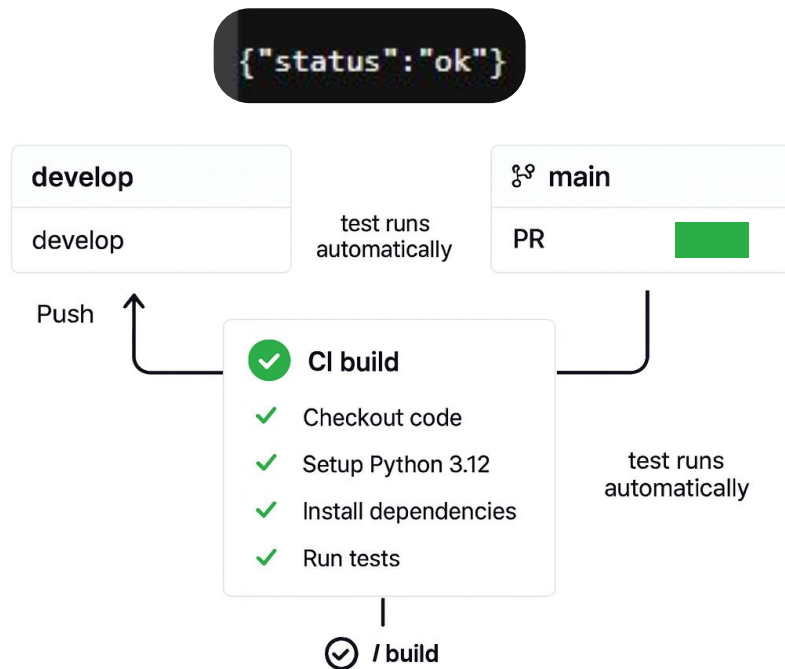 {"status":"ok"}
develop
develop
test runs
automatically
main
PR
Push
CI build
Checkout code
Setup Python 3.12
Install dependencies
Run tests
test runs
automatically
/ build